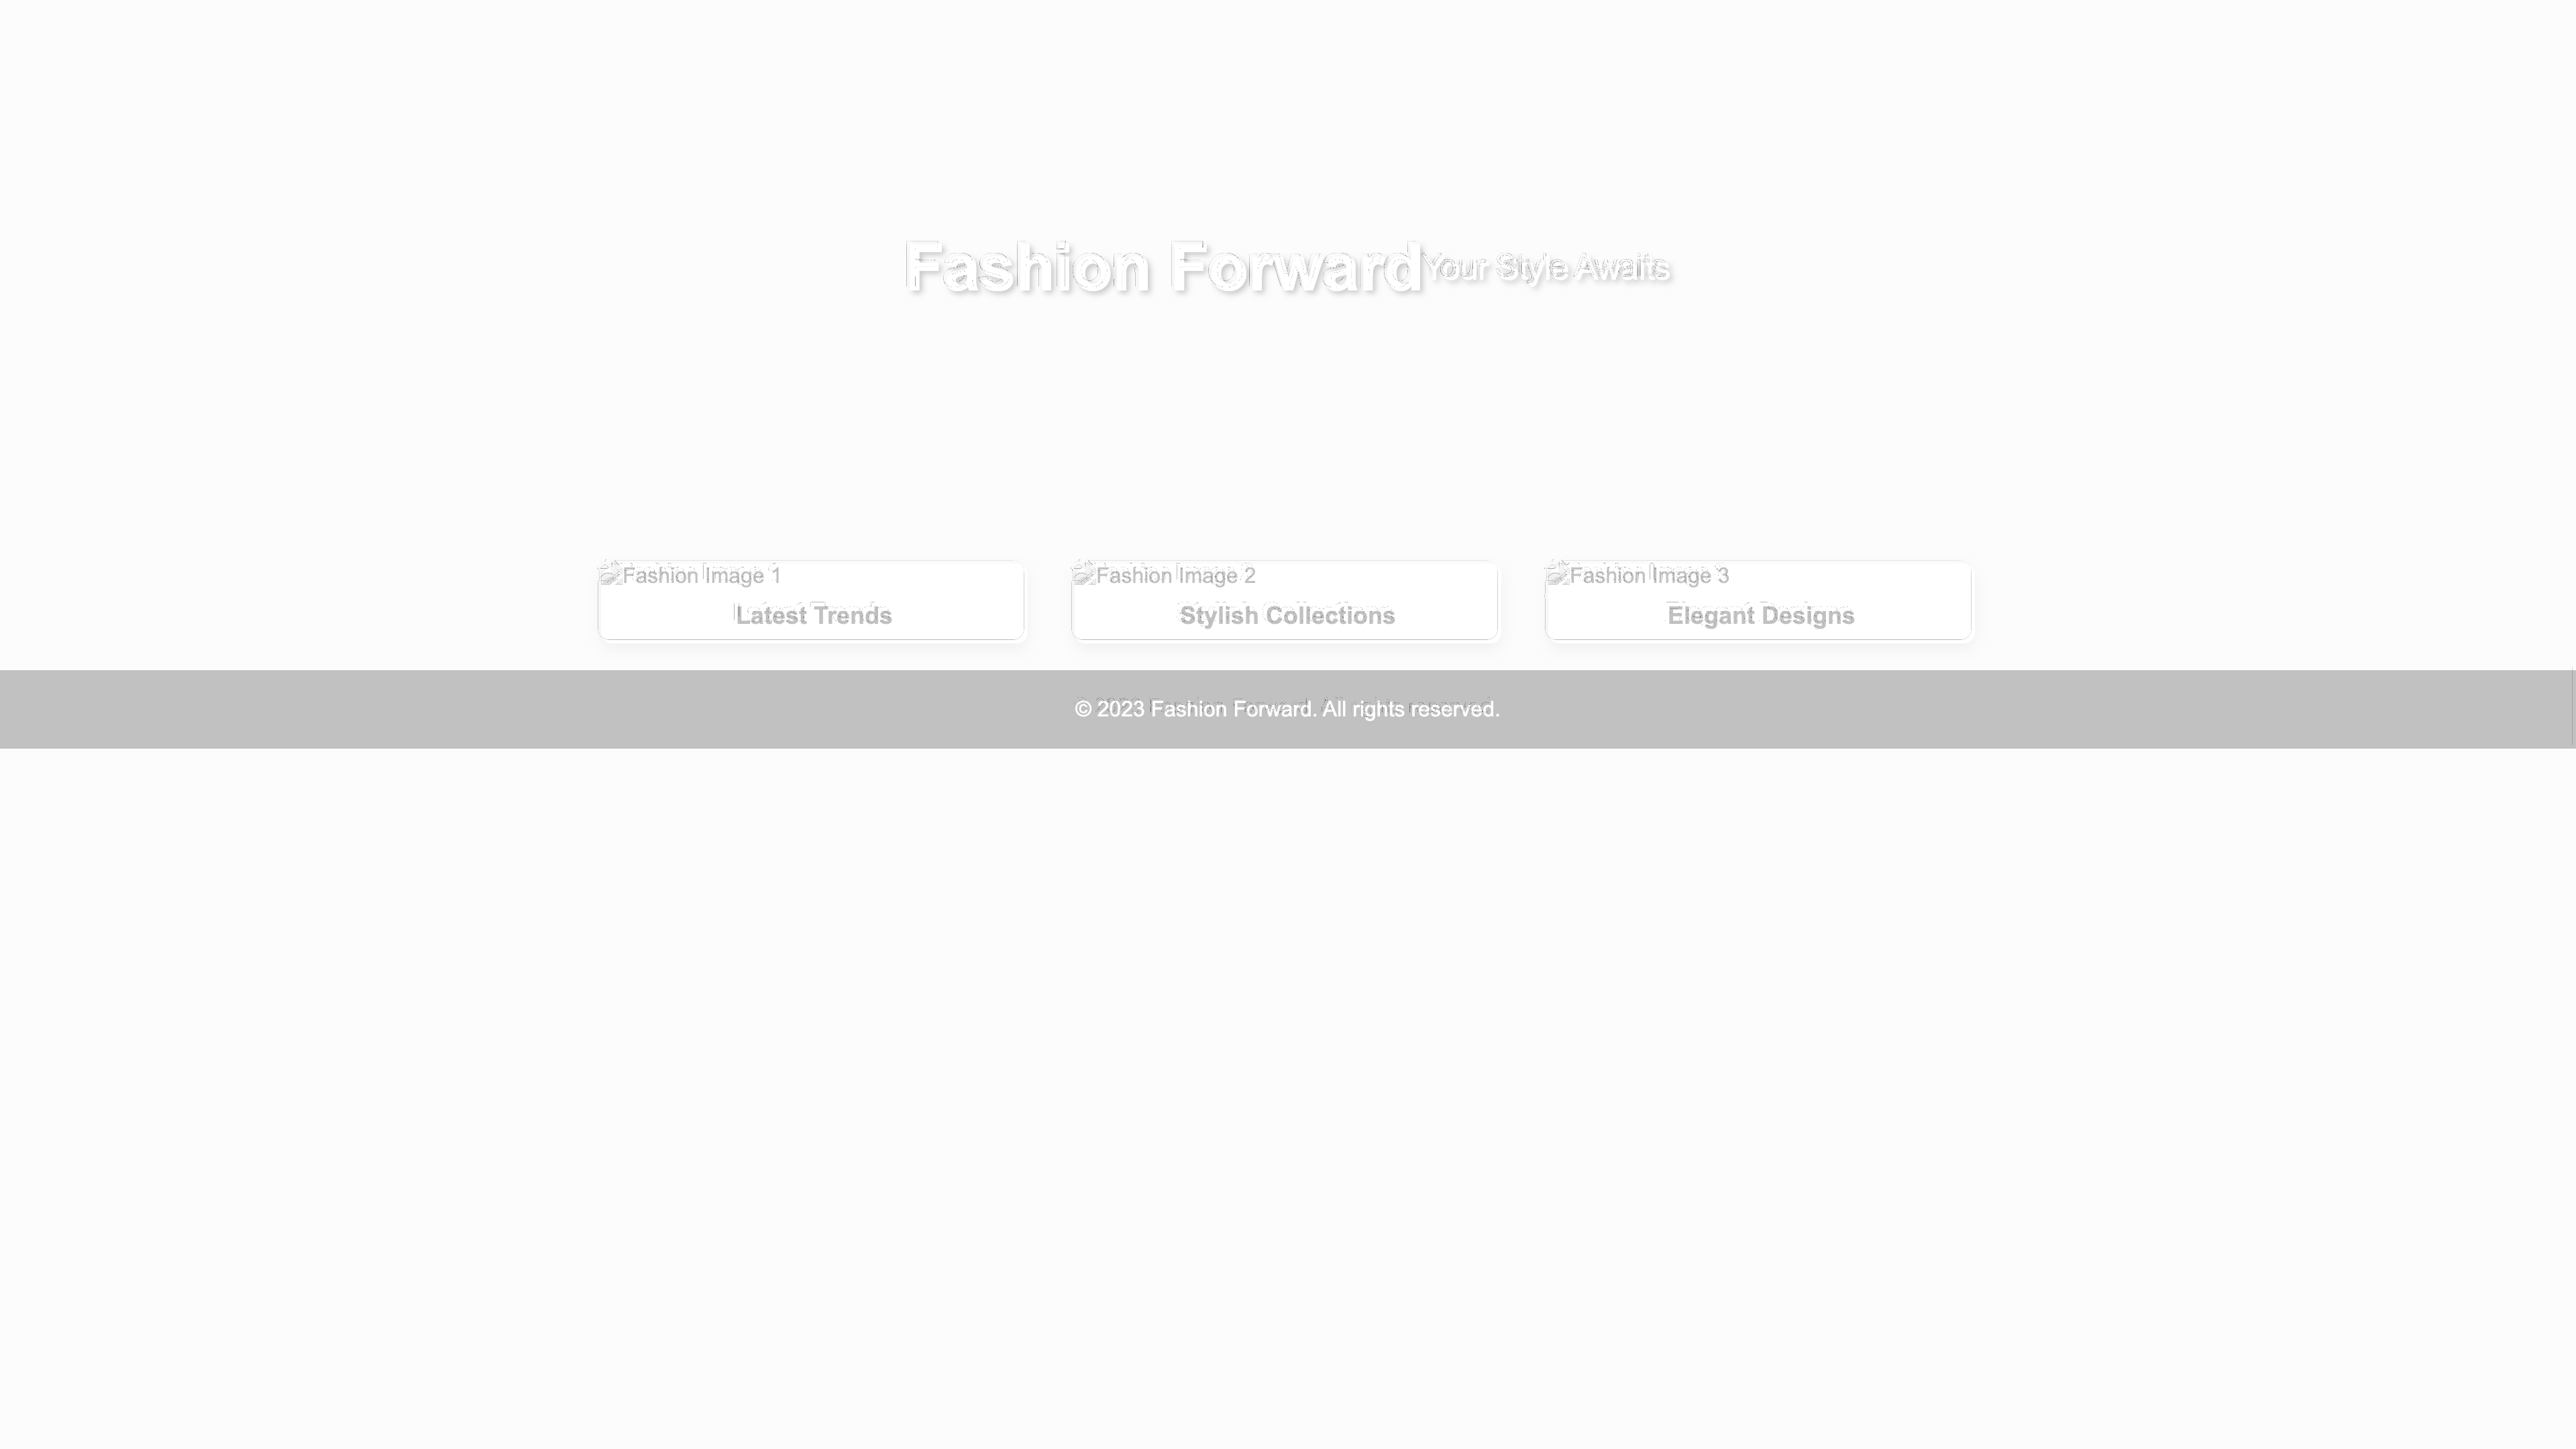 Fashion Forward Your Style Awaits
Fashion Image 1 Fashion Image 2 Fashion Image 3
Latest Trends Stylish Collections Elegant Designs
© 2023 Fashion Forward. All rights reserved.